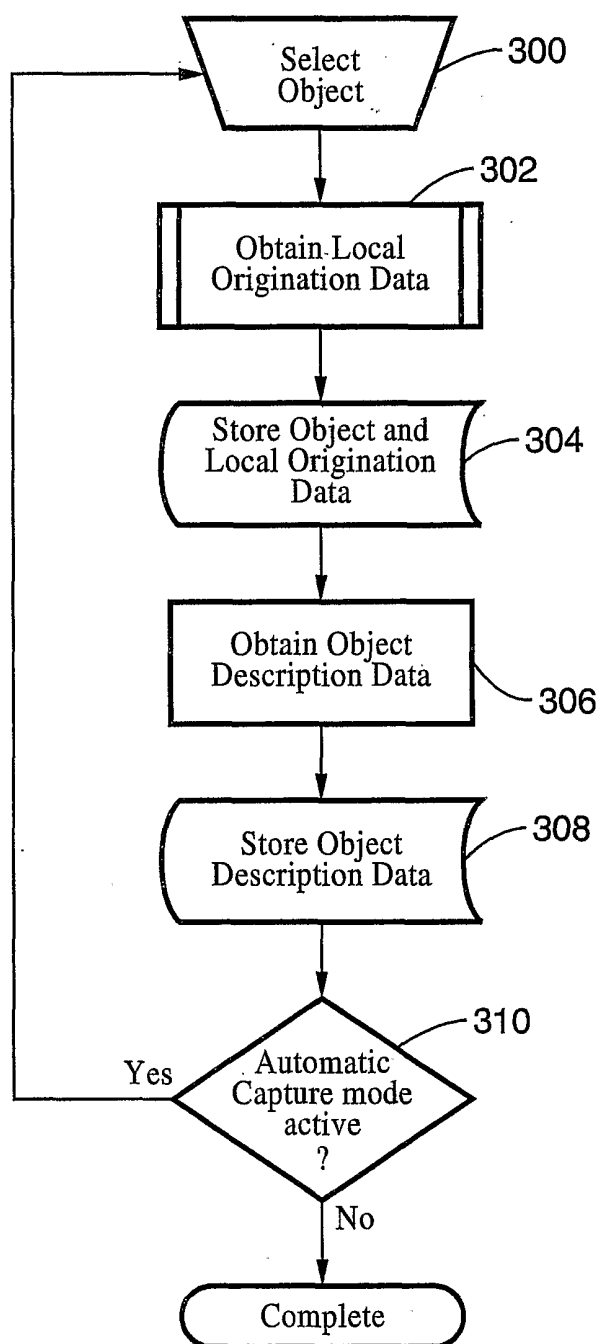 Select
Object
300
302
Obtain Local
Origination Data
Store Object and
Local Origination
Data
304
Obtain Object
Description Data
306
Store Object
Description Data
308
310
Automatic
Capture mode
active
?
Yes
No
Complete